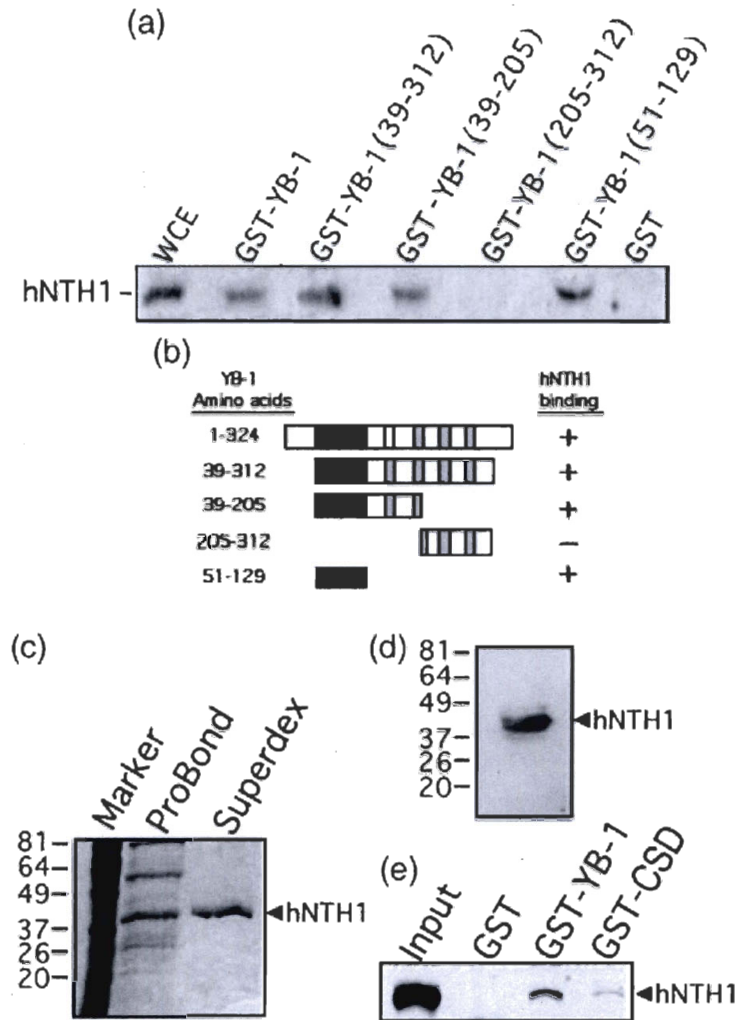 (a)
WCE
GST-YB-1
GST-YB-1(39-312)
GST-YB-1(39-205)
GST-YB-1(205-312)
GST-YB-1(51-129)
GST
hNTH1 –
(b)
YB-1
Amino acids
hNTH1
binding
1-324
+
39-312
+
39-205
+
205-312
–
51-129
+
(c)
Marker
ProBond
Superdex
81–
64–
49–
37–
26–
20–
◄hNTH1
(d)
81–
64–
49–
37–
26–
20–
◄hNTH1
(e)
Input
GST
GST-YB-1
GST-CSD
◄hNTH1